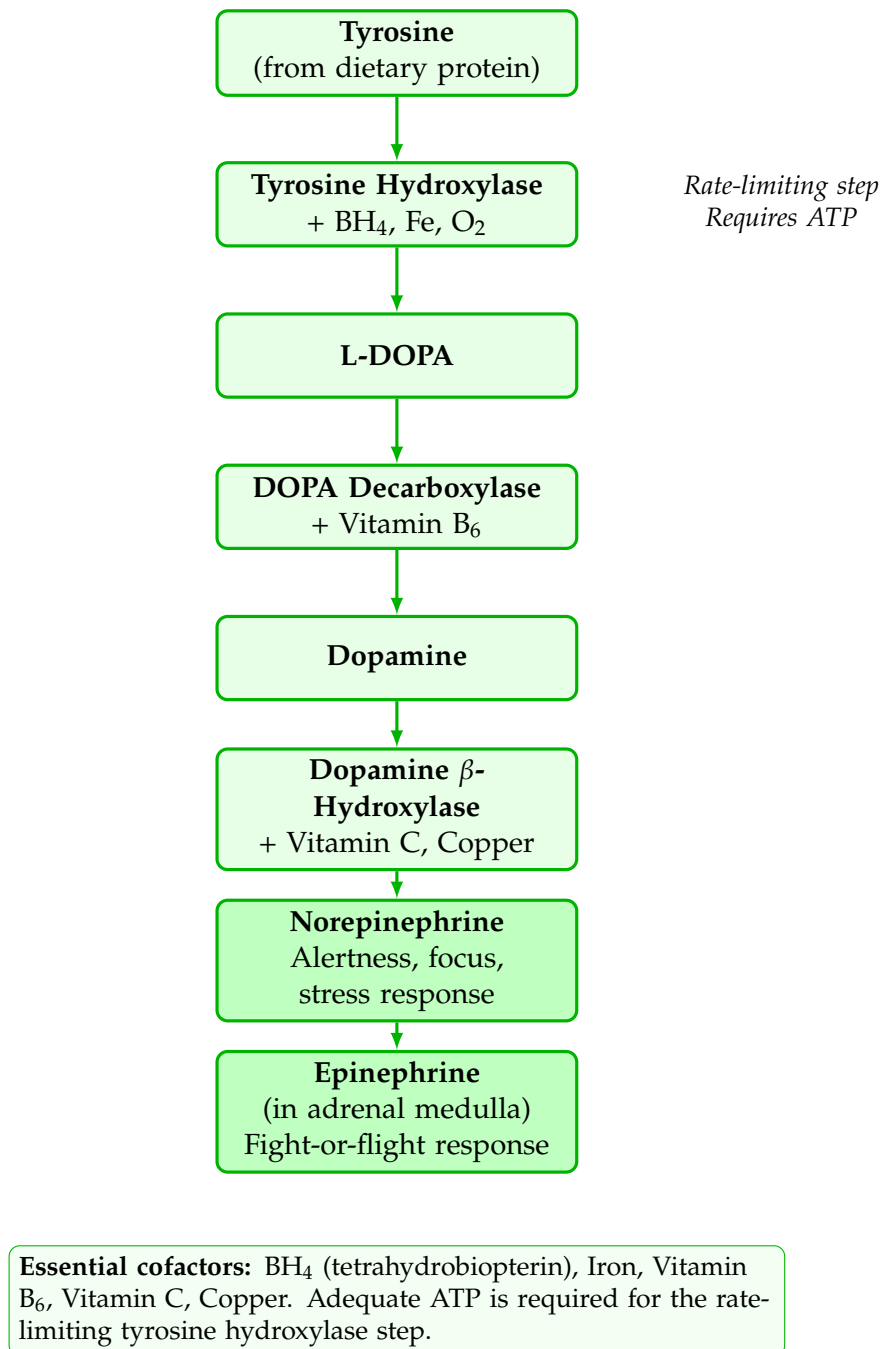 Tyrosine
(from dietary protein)
Tyrosine Hydroxylase
+ BH₄, Fe, O₂
Rate-limiting step
Requires ATP
L-DOPA
DOPA Decarboxylase
+ Vitamin B₆
Dopamine
Dopamine β-
Hydroxylase
+ Vitamin C, Copper
Norepinephrine
Alertness, focus,
stress response
Epinephrine
(in adrenal medulla)
Fight-or-flight response
Essential cofactors: BH₄ (tetrahydrobiopterin), Iron, Vitamin
B₆, Vitamin C, Copper. Adequate ATP is required for the rate-
limiting tyrosine hydroxylase step.